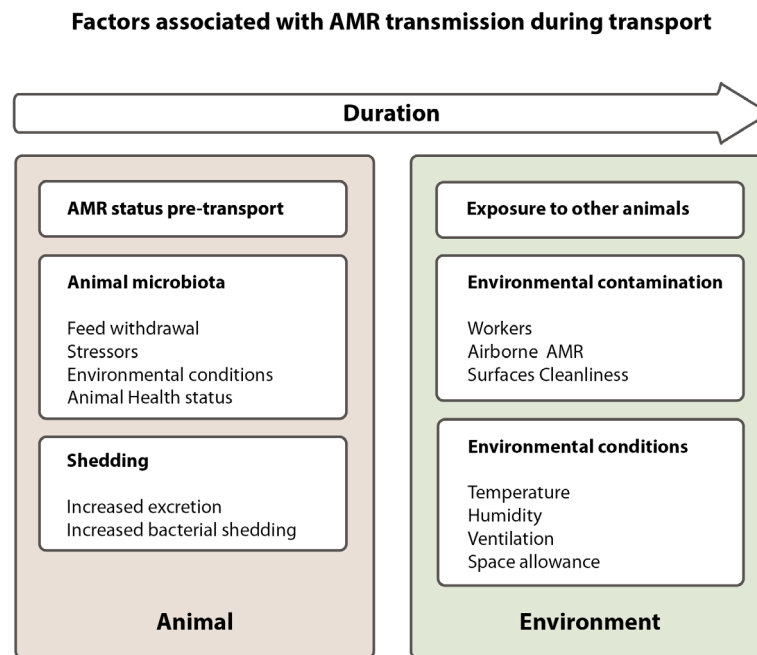 Factors associated with AMR transmission during transport
Duration
AMR status pre-transport
Animal microbiota
Feed withdrawal
Stressors
Environmental conditions
Animal Health status
Shedding
Increased excretion
Increased bacterial shedding
Animal
Exposure to other animals
Environmental contamination
Workers
Airborne AMR
Surfaces Cleanliness
Environmental conditions
Temperature
Humidity
Ventilation
Space allowance
Environment